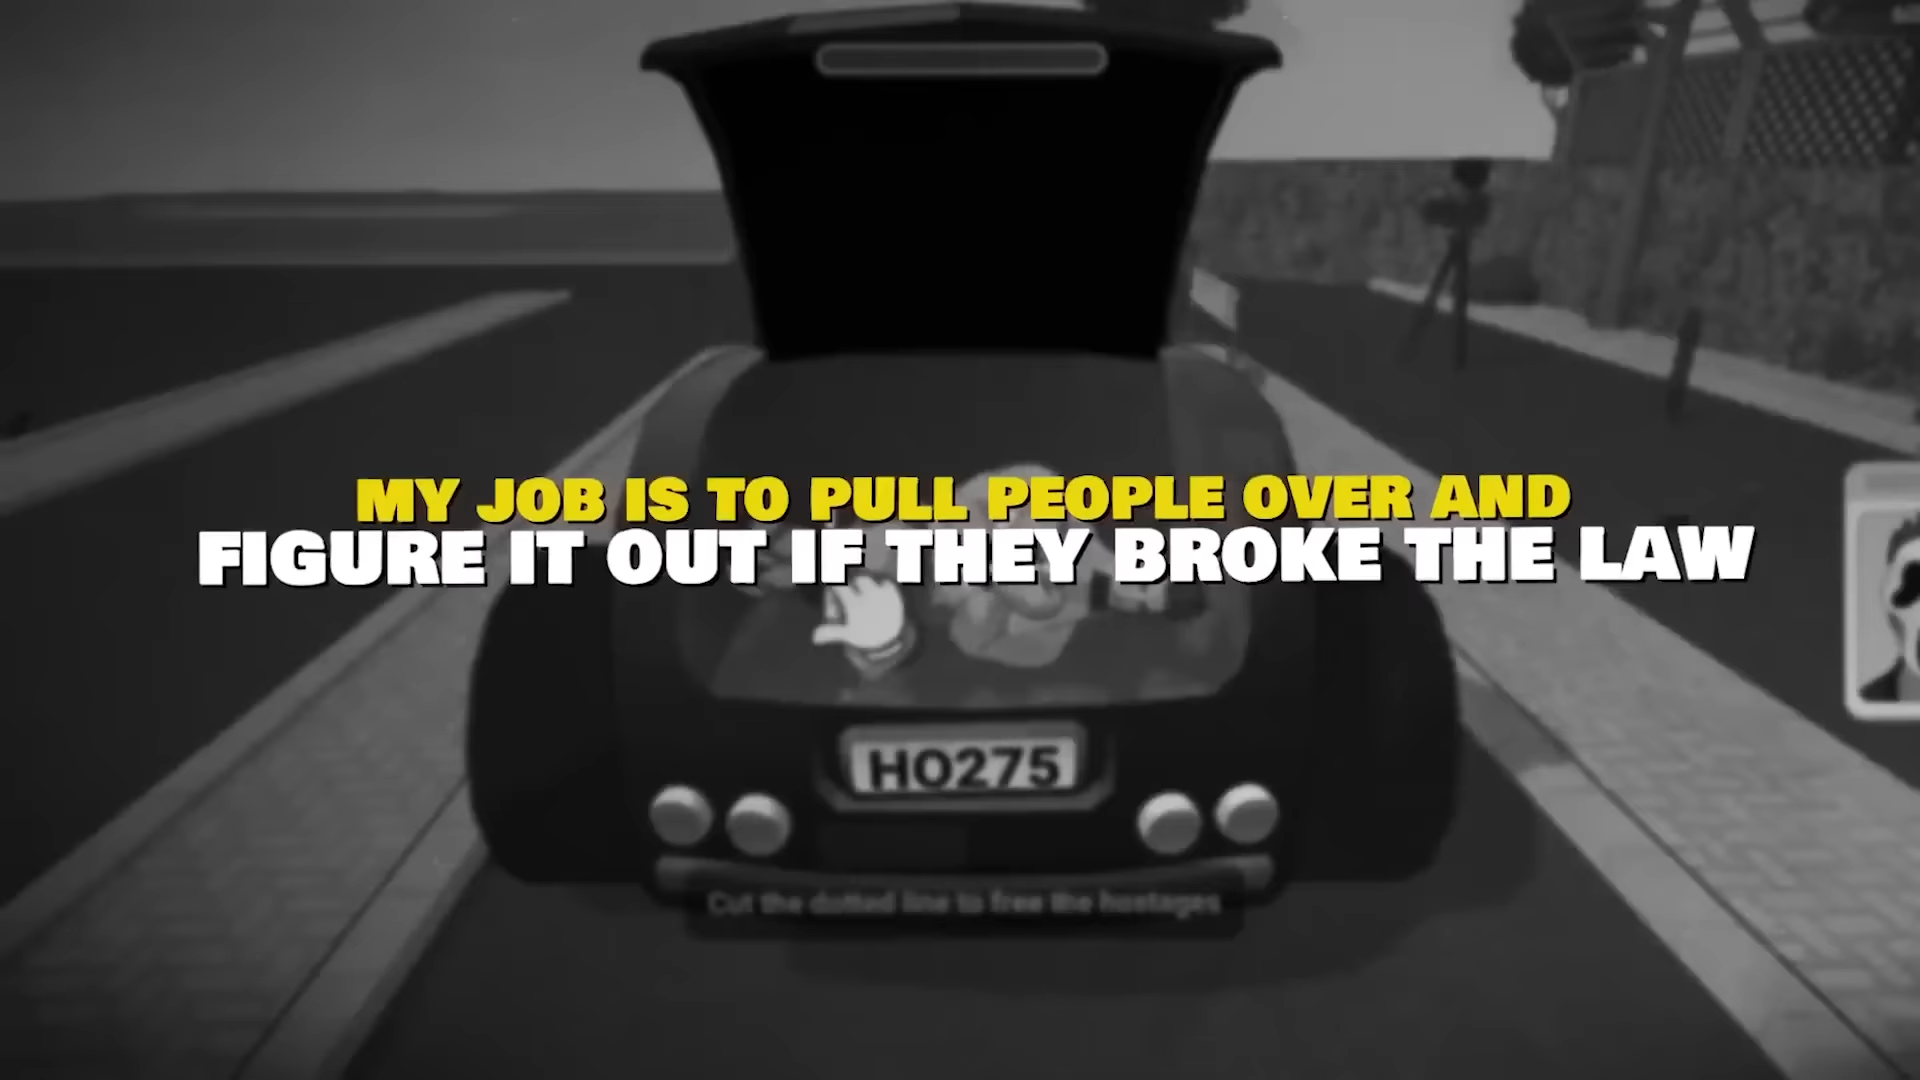 MY JOB IS TO PULL PEOPLE OVER AND
FIGURE IT OUT IF THEY BROKE THE LAW
HO275
Cut the dotted line to free the hostages